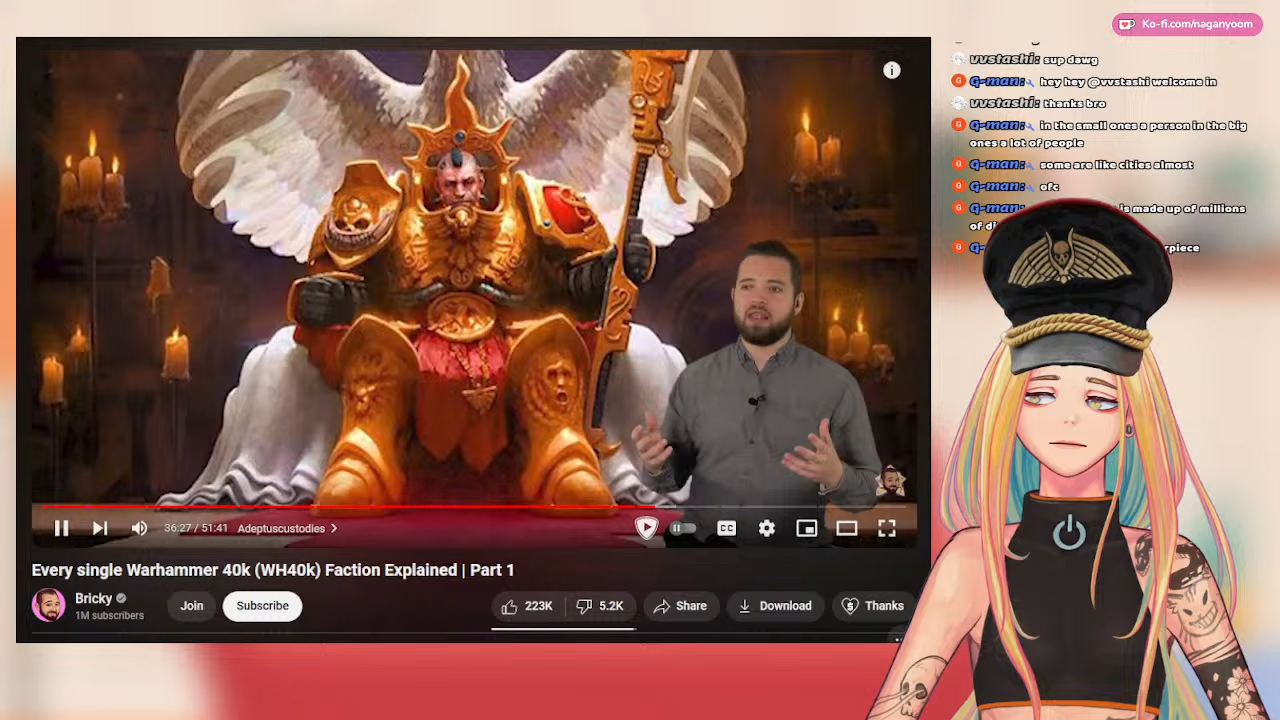 Ko-fi.com/naganyoom
vvstashi: sup dawg
G-man: hey hey @vvstashi welcome in
vvstashi: thanks bro
G-man: in the small ones a person in the big
ones a lot of people
G-man: some are like cities almost
G-man: ofc
G-man: is made up of millions
of
36:27 / 51:41 Adeptuscustodies
CC
Every single Warhammer 40k (WH40k) Faction Explained | Part 1
Bricky
1M subscribers
Join
Subscribe
223K
5.2K
Share
Download
Thanks